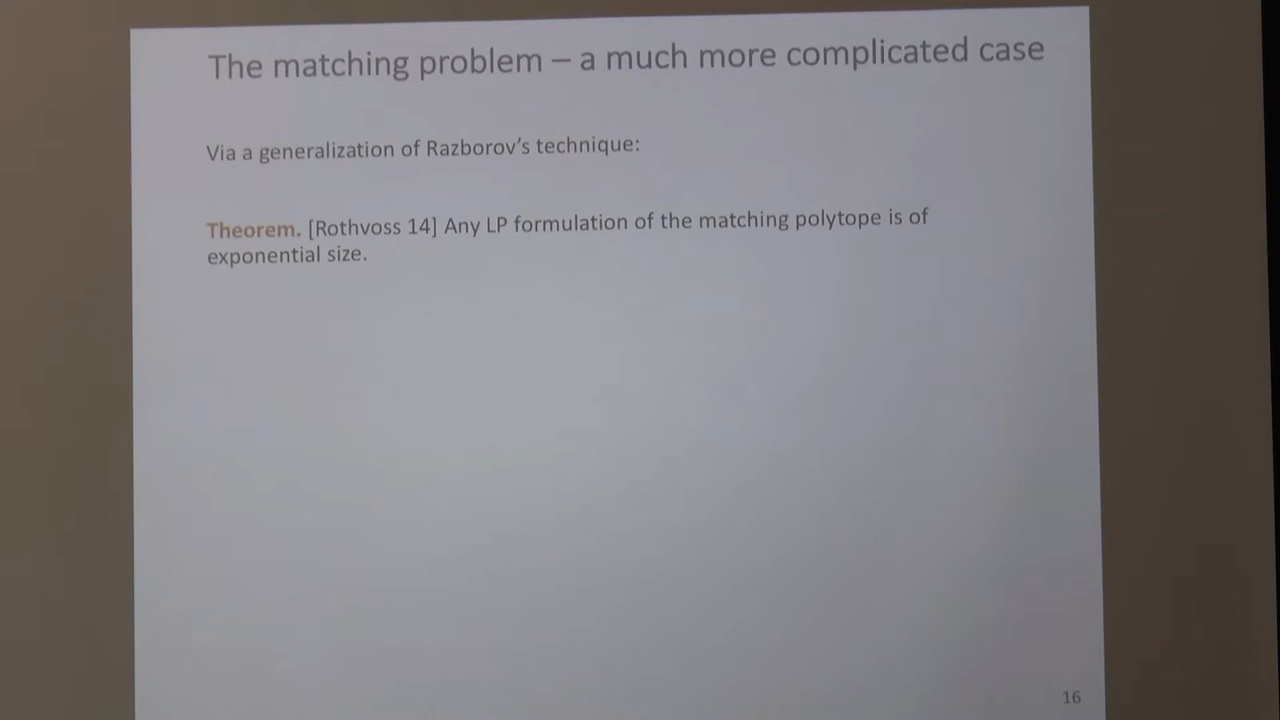 The matching problem – a much more complicated case
Via a generalization of Razborov's technique:
Theorem. [Rothvoss 14] Any LP formulation of the matching polytope is of
exponential size.
16